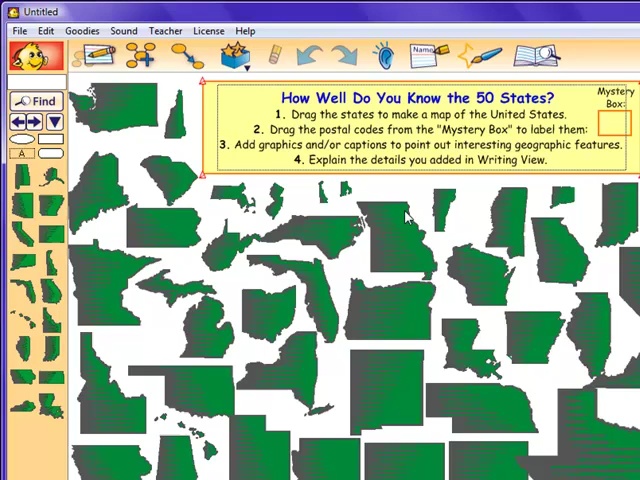 Untitled
File Edit Goodies Sound Teacher License Help
Name
Find
A
How Well Do You Know the 50 States?
1. Drag the states to make a map of the United States.
2. Drag the postal codes from the "Mystery Box" to label them:
3. Add graphics and/or captions to point out interesting geographic features.
4. Explain the details you added in Writing View.
Mystery
Box: